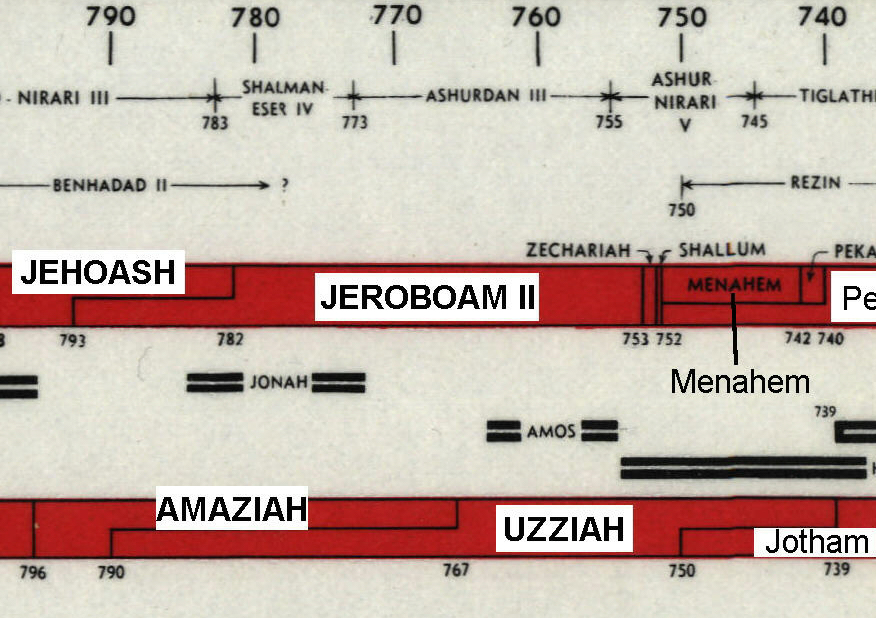 790 780 770 760 750 740
- NIRARI III SHALMAN- ESER IV ASHURDAN III ASHUR- NIRARI V TIGLATH
783 773 755 745
BENHADAD II ? REZIN
750
ZECHARIAH SHALLUM PEKA
JEHOASH JEROBOAM II MENAHEM Pe
793 782 753 752 742 740
JONAH Menahem
739
AMOS
AMAZIAH UZZIAH Jotham
796 790 767 750 739